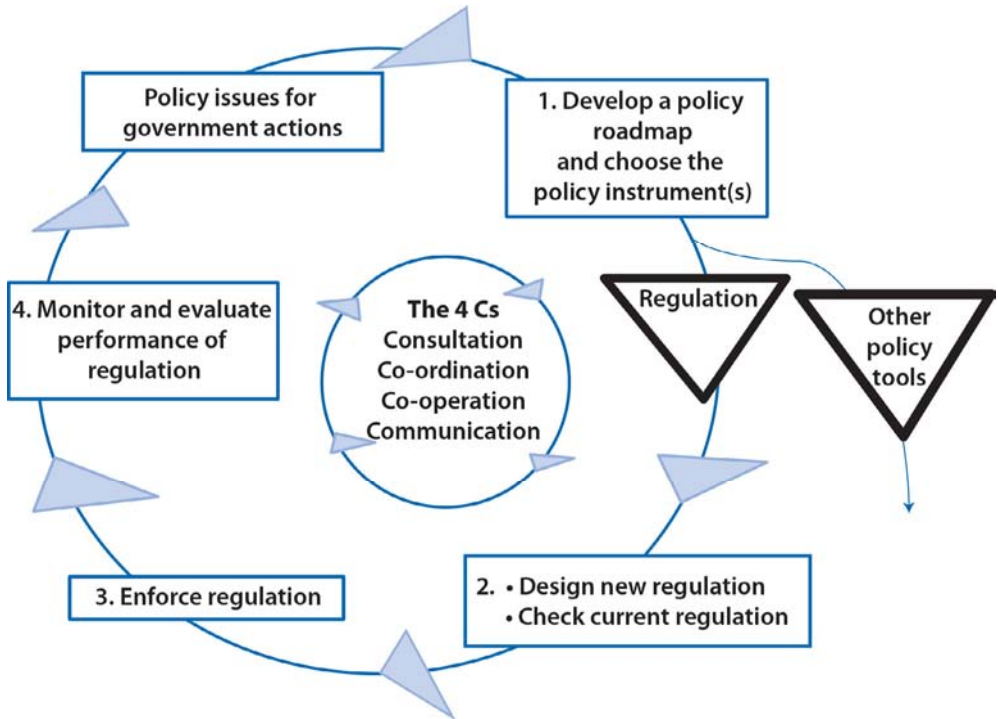 Policy issues for
government actions
1. Develop a policy
roadmap
and choose the
policy instrument(s)
Regulation
Other
policy
tools
4. Monitor and evaluate
performance of
regulation
The 4 Cs
Consultation
Co-ordination
Co-operation
Communication
3. Enforce regulation
2. • Design new regulation
• Check current regulation